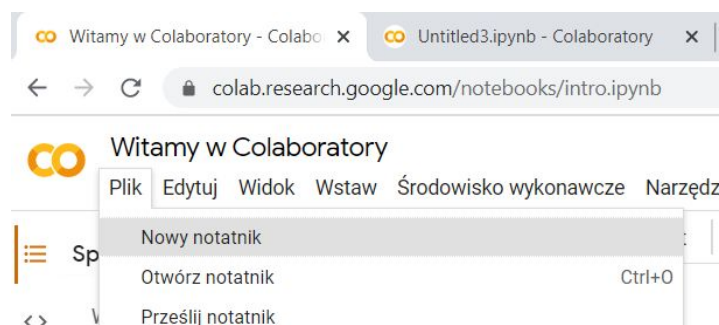 Witamy w Colaboratory - Colabo
Untitled3.ipynb - Colaboratory
colab.research.google.com/notebooks/intro.ipynb
Witamy w Colaboratory
Plik Edytuj Widok Wstaw Środowisko wykonawcze Narzędz
Nowy notatnik
Sp
Otwórz notatnik Ctrl+O
Prześlij notatnik